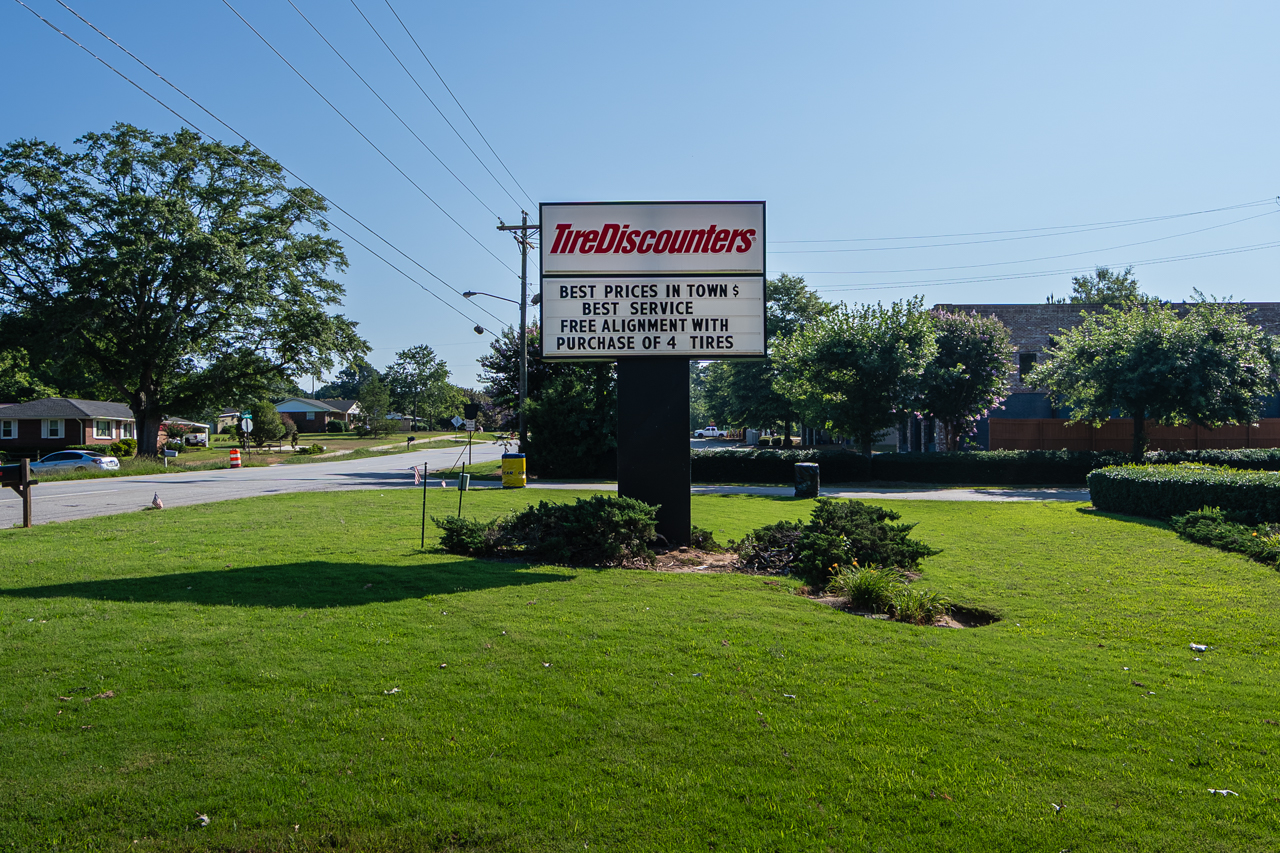 TireDiscounters
BEST PRICES IN TOWN $
BEST SERVICE
FREE ALIGNMENT WITH
PURCHASE OF 4 TIRES